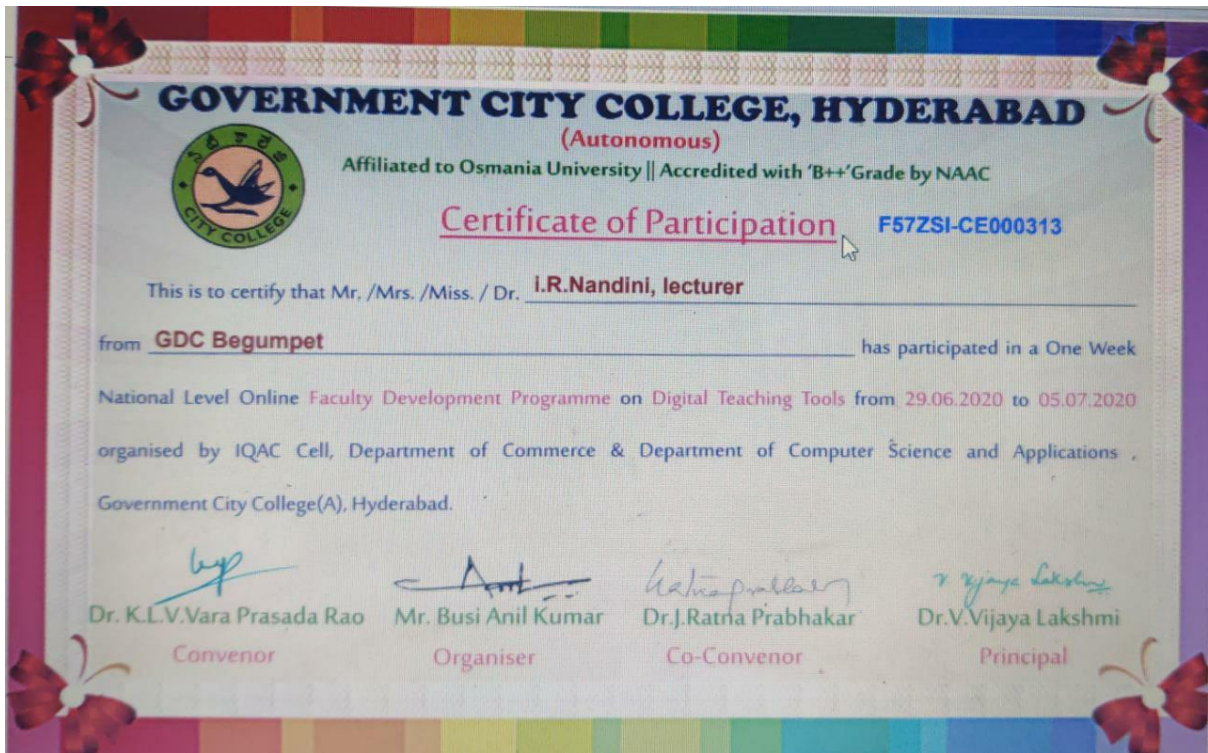 GOVERNMENT CITY COLLEGE, HYDERABAD
(Autonomous)
Affiliated to Osmania University || Accredited with 'B++'Grade by NAAC
CITY COLLEGE
Certificate of Participation F57ZSI-CE000313
This is to certify that Mr. /Mrs. /Miss. / Dr. i.R.Nandini, lecturer
from GDC Begumpet has participated in a One Week
National Level Online Faculty Development Programme on Digital Teaching Tools from 29.06.2020 to 05.07.2020
organised by IQAC Cell, Department of Commerce & Department of Computer Science and Applications ,
Government City College(A), Hyderabad.
V. Vijaya Lakshmi
Dr. K.L.V.Vara Prasada Rao Mr. Busi Anil Kumar Dr.J.Ratna Prabhakar Dr.V.Vijaya Lakshmi
Convenor Organiser Co-Convenor Principal